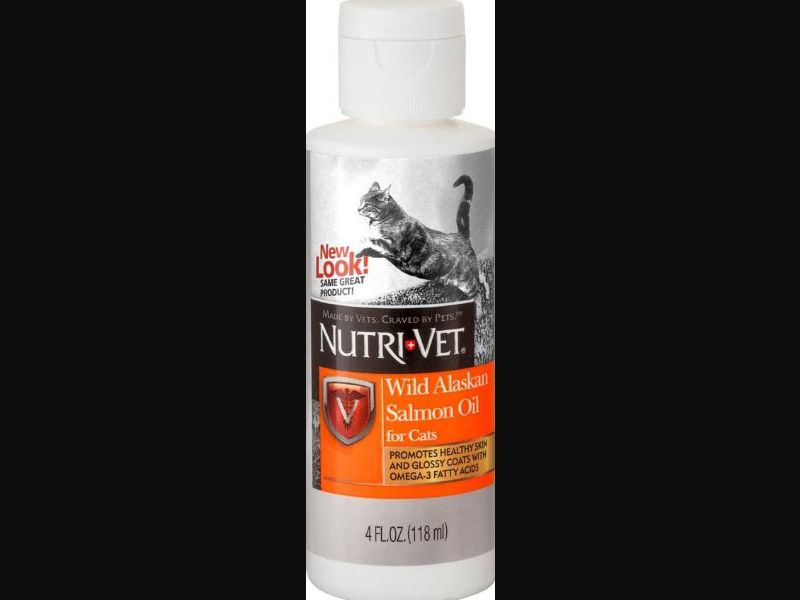 New
Look!
SAME GREAT
PRODUCT!
MADE BY VETS. CRAVED BY PETS.™
NUTRI-VET®
V
Wild Alaskan
Salmon Oil
for Cats
PROMOTES HEALTHY SKIN
AND GLOSSY COATS WITH
OMEGA-3 FATTY ACIDS
4 FL.OZ.(118 ml)